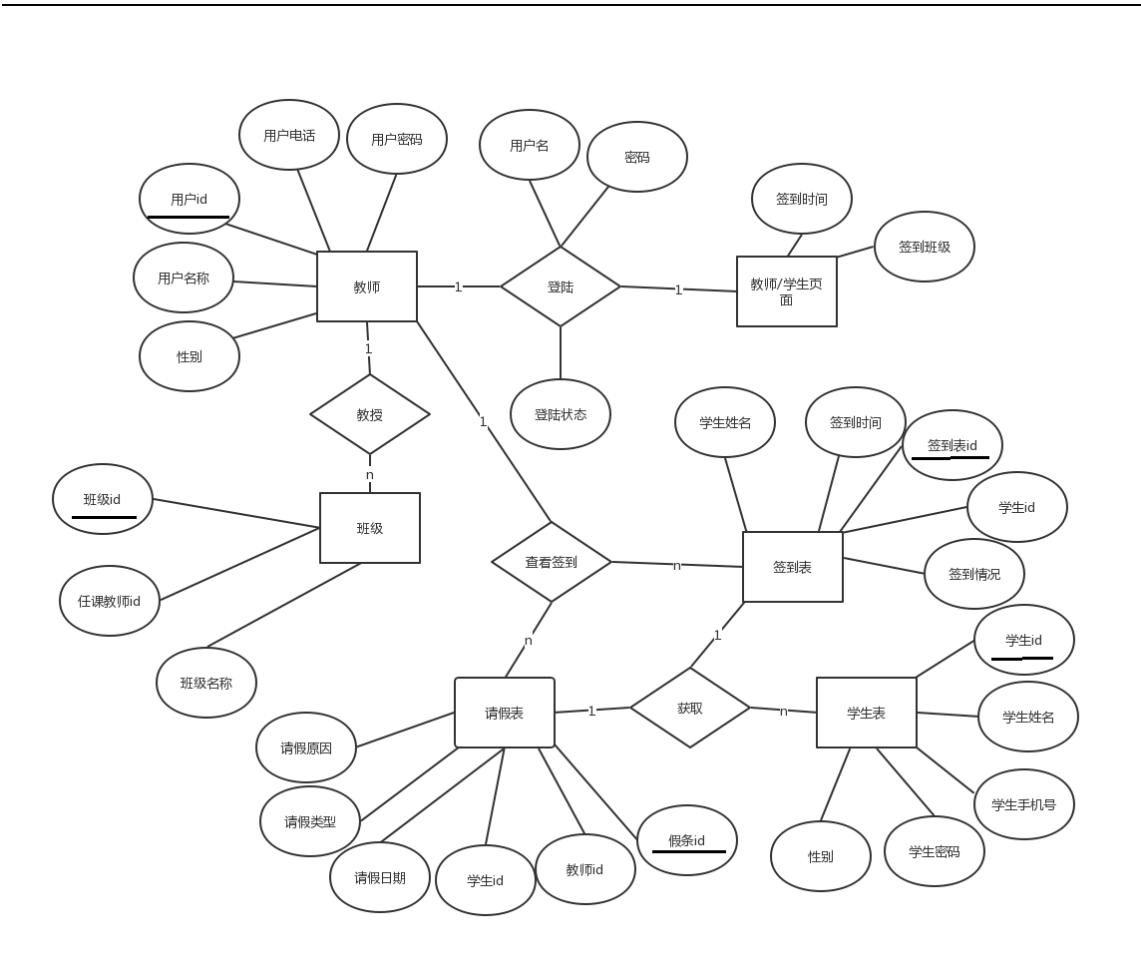 用户电话
用户密码
用户名
密码
用户id
签到时间
签到班级
用户名称
教师
1
登陆
1
教师/学生页
面
性别
1
教授
1
登陆状态
学生姓名
签到时间
签到表id
n
班级id
班级
学生id
查看签到
n
签到表
签到情况
任课教师id
n
1
学生id
班级名称
请假表
1
获取
n
学生表
学生姓名
请假原因
请假类型
学生手机号
假条id
请假日期
学生id
教师id
性别
学生密码